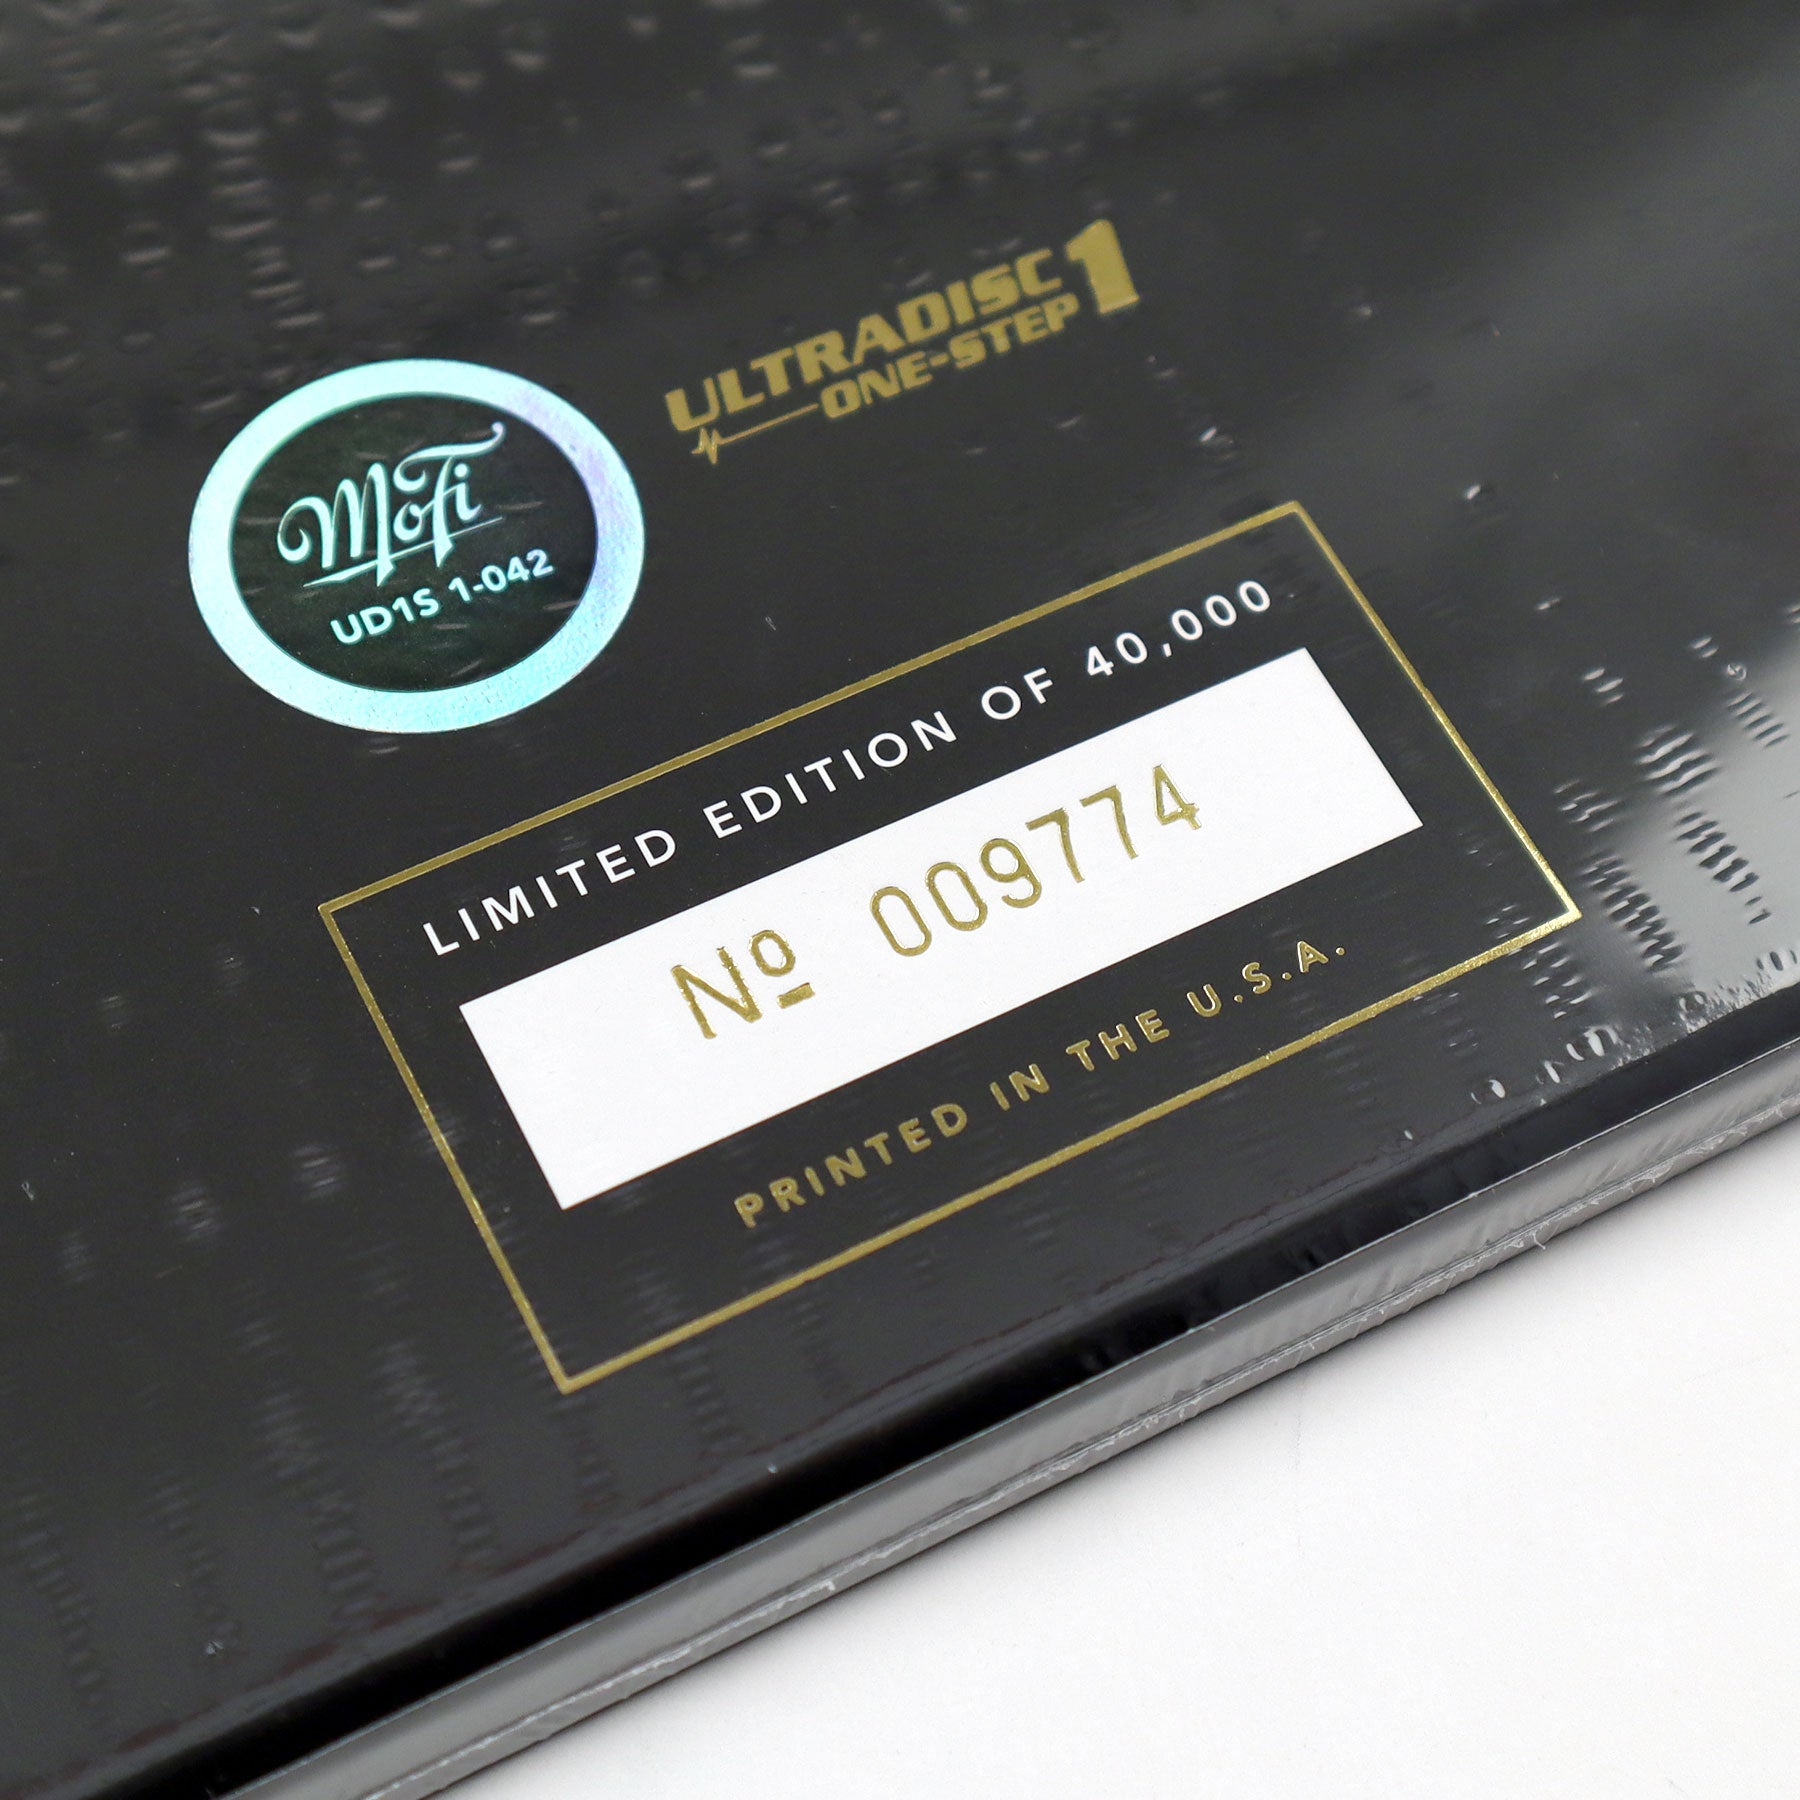 ULTRADISC 1
ONE-STEP
MoFi
UD1S 1-042
LIMITED EDITION OF 40,000
Nº 009774
PRINTED IN THE U.S.A.